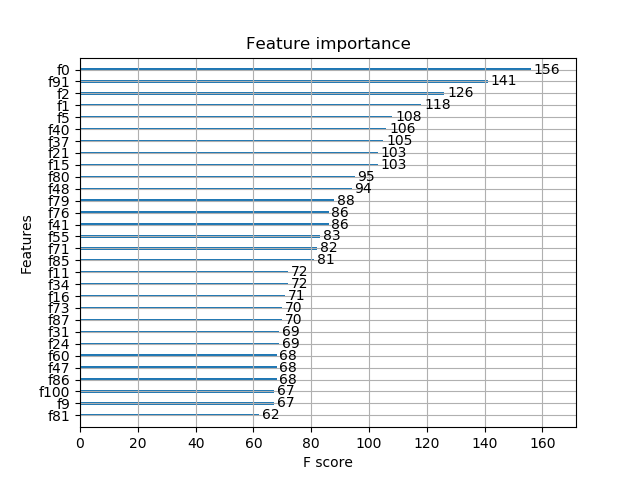 Feature importance
f0 156
f91 141
f2 126
f1 118
f5 108
f40 106
f37 105
f21 103
f15 103
f80 95
f48 94
f79 88
f76 86
f41 86
f55 83
f71 82
f85 81
f11 72
f34 72
f16 71
f73 70
f87 70
f31 69
f24 69
f60 68
f47 68
f86 68
f100 67
f9 67
f81 62
Features
0 20 40 60 80 100 120 140 160
F score